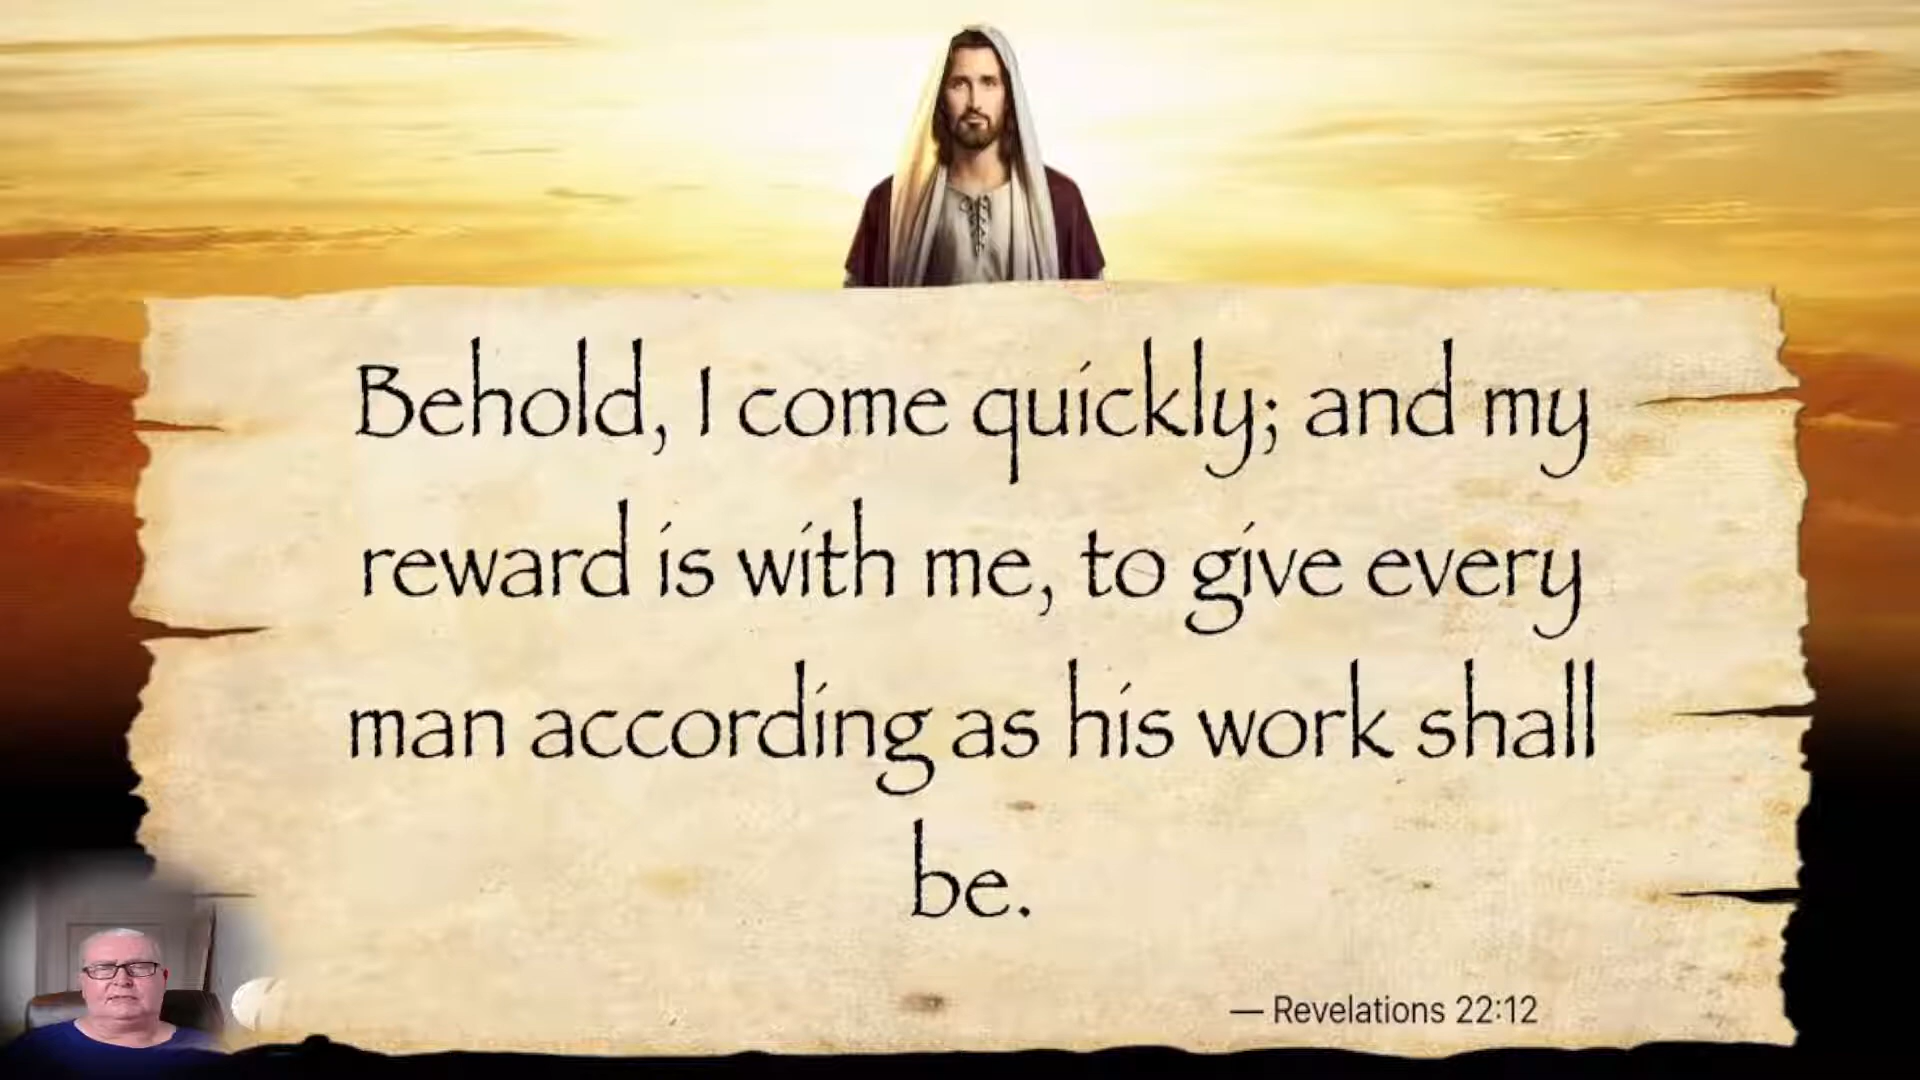 Behold, I come quickly; and my
reward is with me, to give every
man according as his work shall
be.
— Revelations 22:12